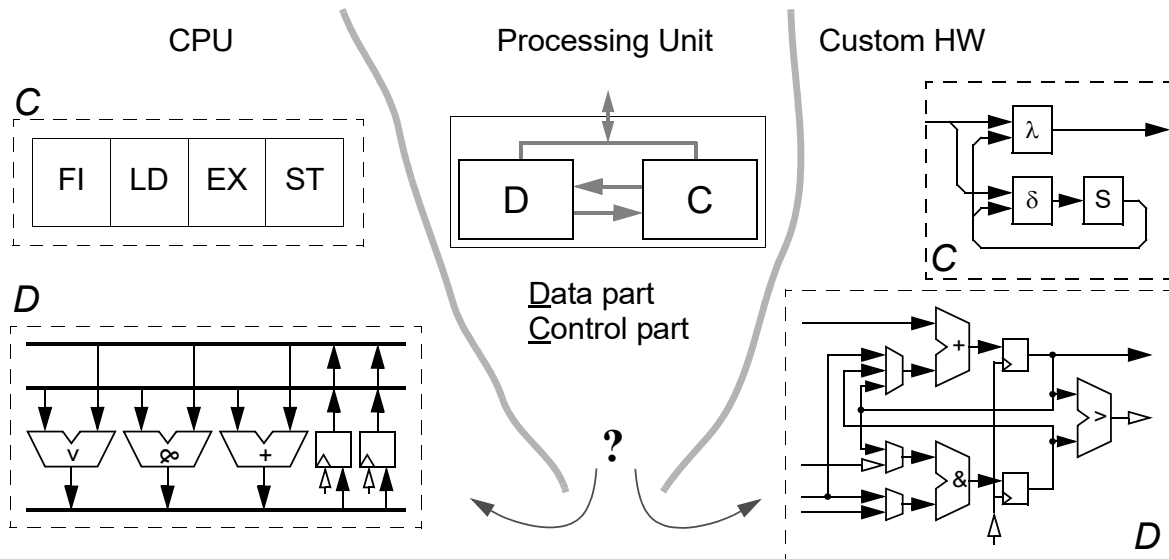 CPU
Processing Unit
Custom HW
C
FI LD EX ST
D C
λ
δ S
C
D
Data part
Control part
?
+
>
&
D
> & +